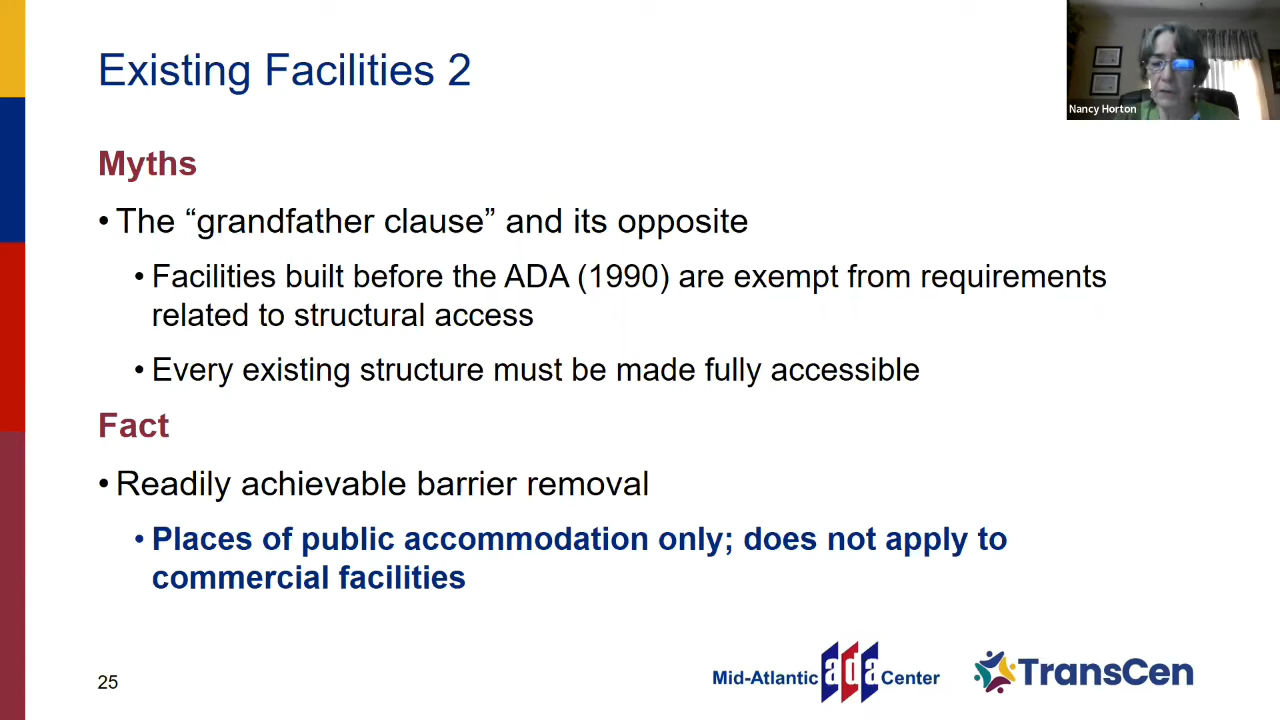 Existing Facilities 2
Nancy Horton
Myths
• The “grandfather clause” and its opposite
• Facilities built before the ADA (1990) are exempt from requirements
related to structural access
• Every existing structure must be made fully accessible
Fact
• Readily achievable barrier removal
• Places of public accommodation only; does not apply to
commercial facilities
25
Mid-Atlantic ada Center
TransCen